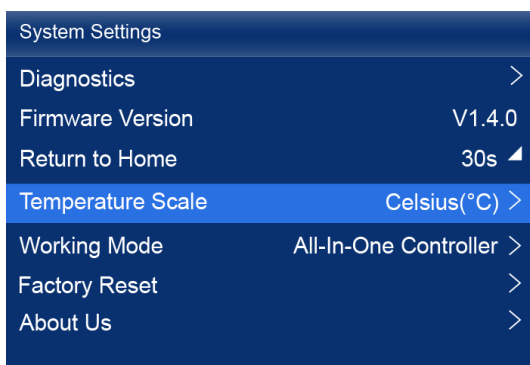 System Settings
Diagnostics >
Firmware Version V1.4.0
Return to Home 30s
Temperature Scale Celsius(°C) >
Working Mode All-In-One Controller >
Factory Reset >
About Us >